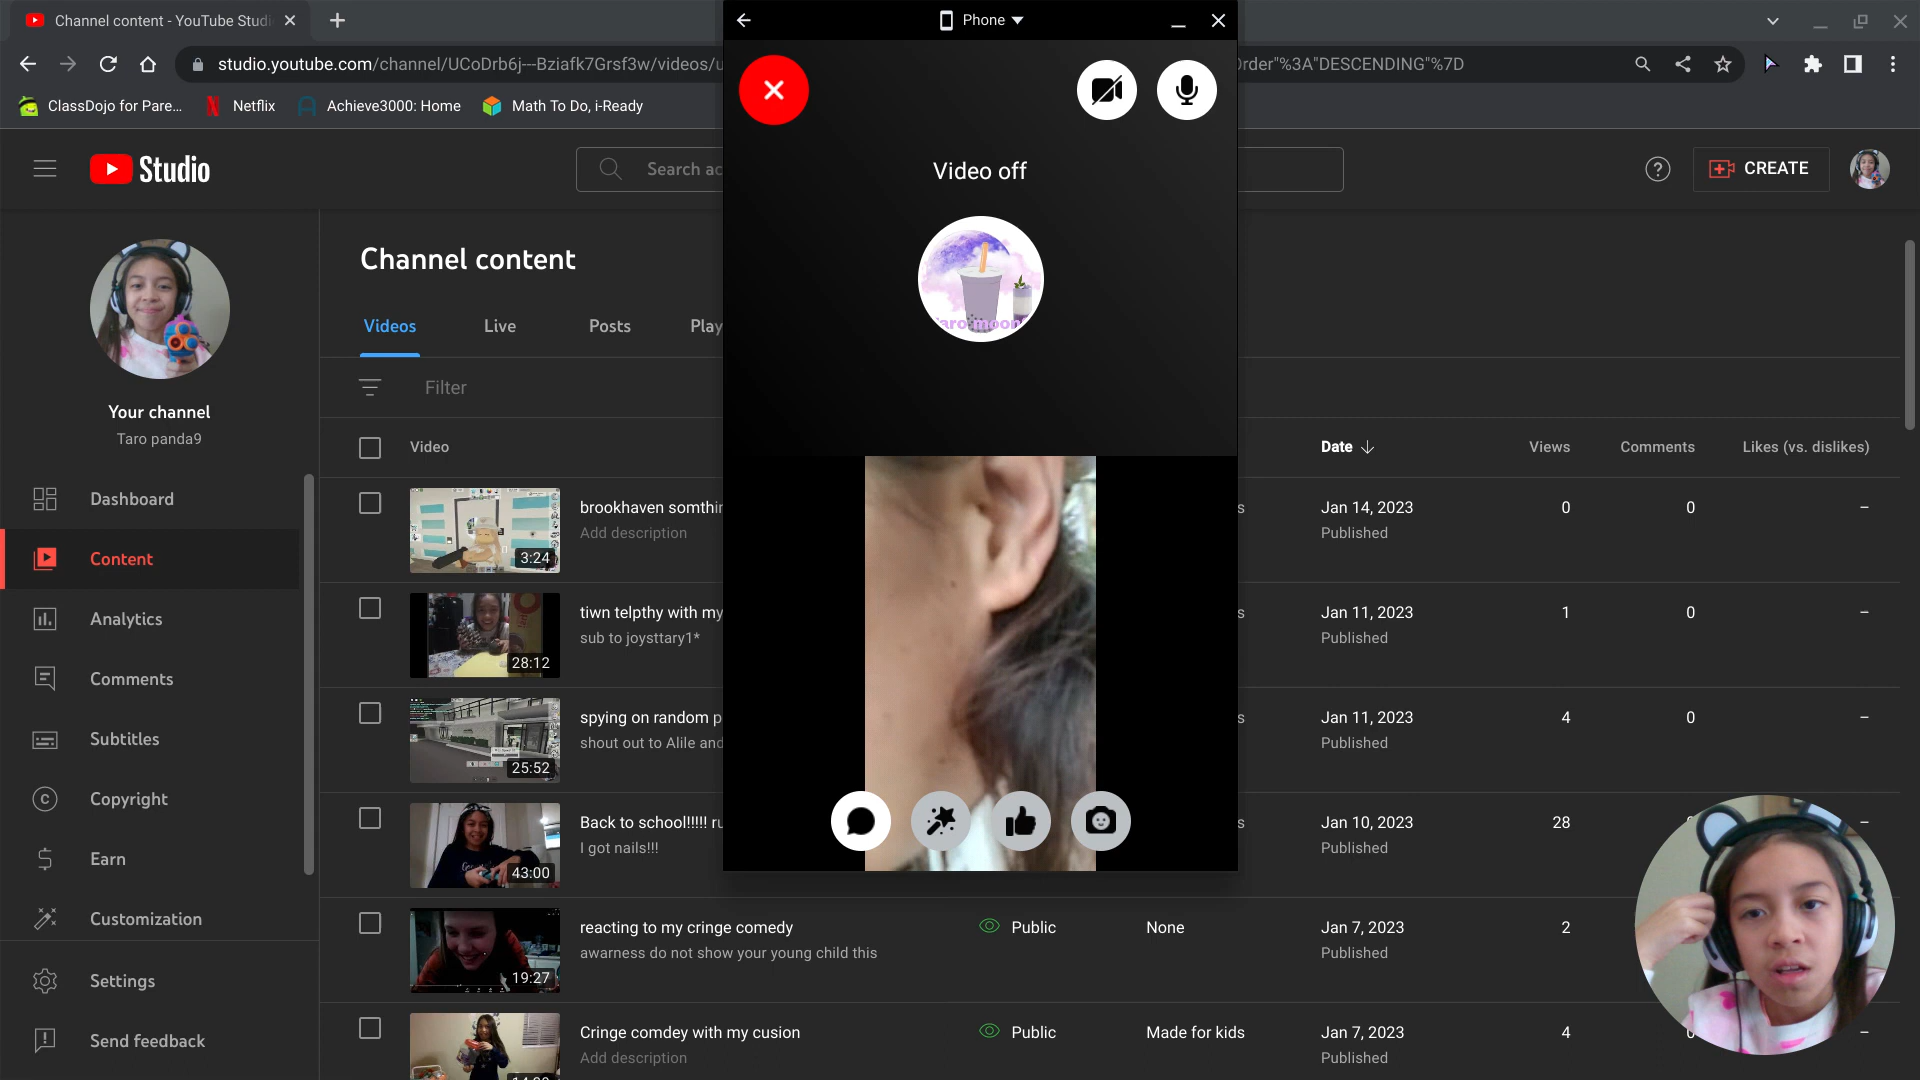 Channel content - YouTube Studi
Phone
studio.youtube.com/channel/UCoDrb6j---Bziafk7Grsf3w/videos/u
rder"%3A"DESCENDING"%7D
ClassDojo for Pare...
Netflix
Achieve3000: Home
Math To Do, i-Ready
Studio
Search ac
CREATE
Video off
aro moon
Your channel
Taro panda9
Dashboard
Content
Analytics
Comments
Subtitles
Copyright
Earn
Customization
Settings
Send feedback
Channel content
Videos
Live
Posts
Play
Filter
Video
Date
Views
Comments
Likes (vs. dislikes)
3:24
brookhaven somthin
Add description
s
Jan 14, 2023
Published
0
0
–
28:12
tiwn telpthy with my
sub to joysttary1*
s
Jan 11, 2023
Published
1
0
–
25:52
spying on random p
shout out to Alile and
s
Jan 11, 2023
Published
4
0
–
43:00
Back to school!!!!! ru
I got nails!!!
s
Jan 10, 2023
Published
28
–
19:27
reacting to my cringe comedy
awarness do not show your young child this
Public
None
Jan 7, 2023
Published
2
Cringe comdey with my cusion
Add description
Public
Made for kids
Jan 7, 2023
Published
4
–